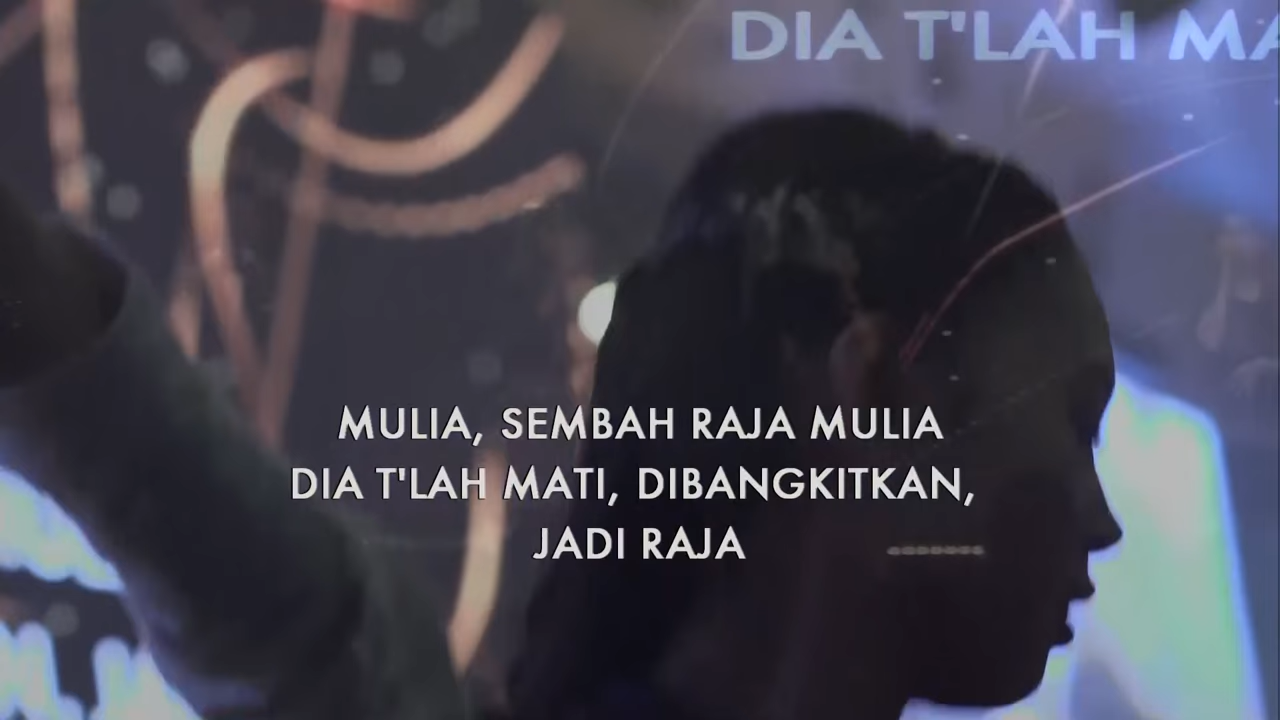 DIA T'LAH MA
MULIA, SEMBAH RAJA MULIA
DIA T'LAH MATI, DIBANGKITKAN,
JADI RAJA